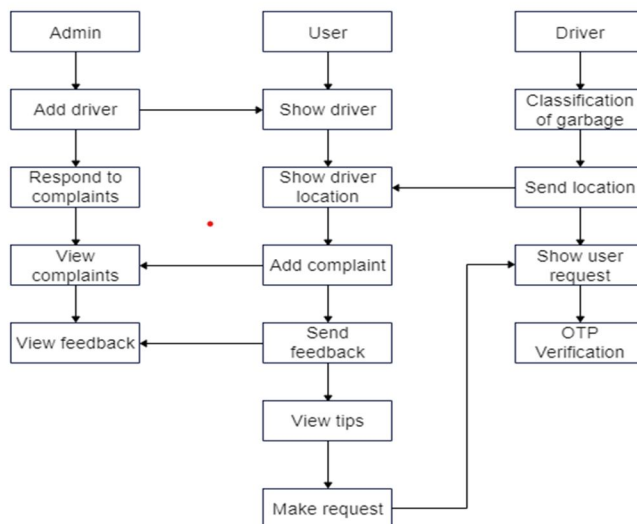 Admin
User
Driver
Add driver
Show driver
Classification
of garbage
Respond to
complaints
Show driver
location
Send location
View
complaints
Add complaint
Show user
request
View feedback
Send
feedback
OTP
Verification
View tips
Make request